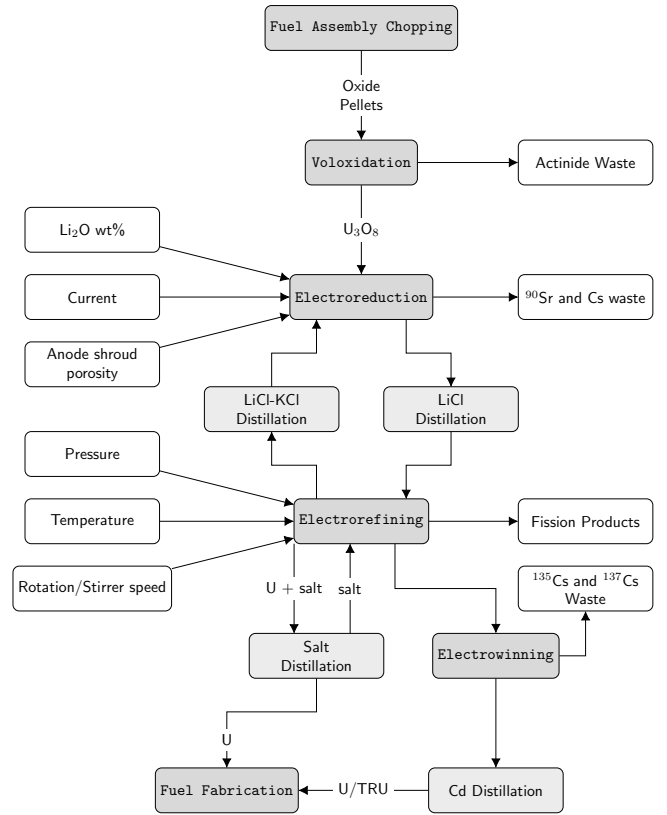 Fuel Assembly Chopping
Oxide
Pellets
Voloxidation
Actinide Waste
U₃O₈
Li₂O wt%
Current
Anode shroud
porosity
Electroreduction
⁹⁰Sr and Cs waste
LiCl-KCl
Distillation
LiCl
Distillation
Pressure
Temperature
Rotation/Stirrer speed
Electrorefining
Fission Products
U + salt
salt
¹³⁵Cs and ¹³⁷Cs
Waste
Salt
Distillation
Electrowinning
U
Fuel Fabrication
U/TRU
Cd Distillation